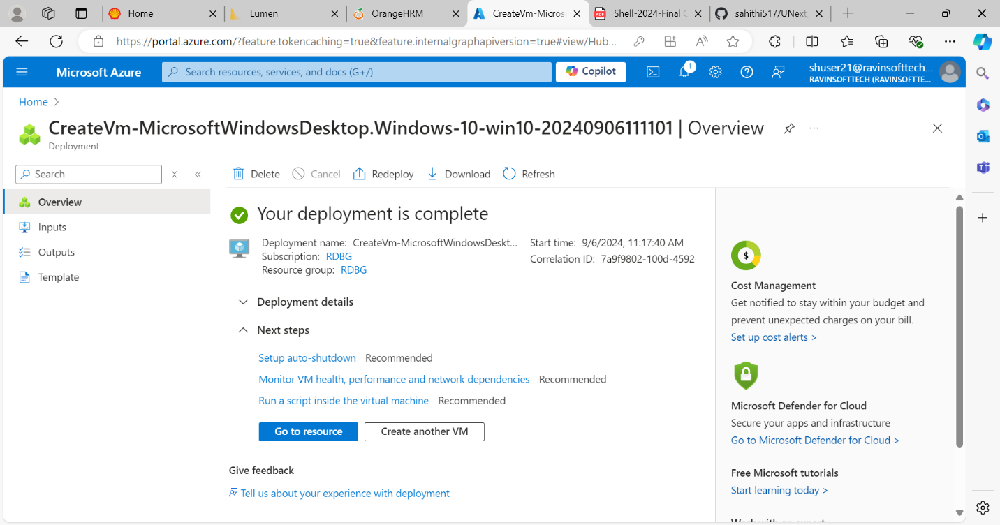 Home
Lumen
OrangeHRM
CreateVm-Micros
Shell-2024-Final C
sahithi517/UNext
https://portal.azure.com/?feature.tokencaching=true&feature.internalgraphapiversion=true#view/Hub...
Microsoft Azure
Search resources, services, and docs (G+/)
Copilot
1
shuser21@ravinsofttech...
RAVINSOFTTECH (RAVINSOFTTE...
Home
CreateVm-MicrosoftWindowsDesktop.Windows-10-win10-20240906111101 | Overview
Deployment
Search
Delete
Cancel
Redeploy
Download
Refresh
Overview
Inputs
Outputs
Template
Your deployment is complete
Deployment name: CreateVm-MicrosoftWindowsDeskt...
Subscription: RDBG
Resource group: RDBG
Start time: 9/6/2024, 11:17:40 AM
Correlation ID: 7a9f9802-100d-4592-
Deployment details
Next steps
Setup auto-shutdown Recommended
Monitor VM health, performance and network dependencies Recommended
Run a script inside the virtual machine Recommended
Go to resource
Create another VM
Give feedback
Tell us about your experience with deployment
Cost Management
Get notified to stay within your budget and
prevent unexpected charges on your bill.
Set up cost alerts >
Microsoft Defender for Cloud
Secure your apps and infrastructure
Go to Microsoft Defender for Cloud >
Free Microsoft tutorials
Start learning today >
Work with an expert